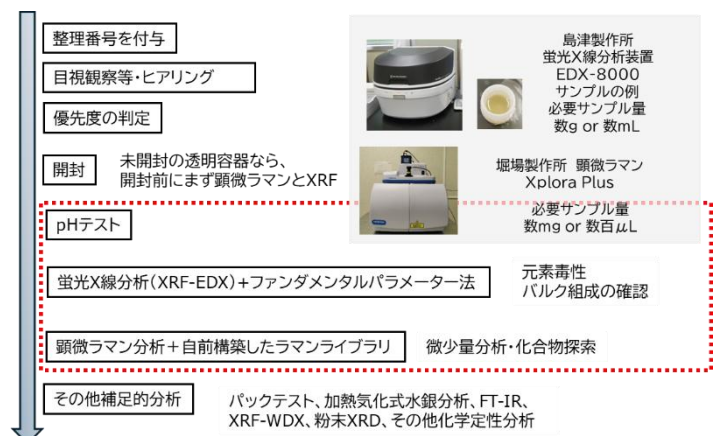 整理番号を付与
目視観察等・ヒアリング
優先度の判定
開封
未開封の透明容器なら、
開封前にまず顕微ラマンとXRF
島津製作所
蛍光X線分析装置
EDX-8000
サンプルの例
必要サンプル量
数g or 数mL
堀場製作所 顕微ラマン
Xplora Plus
必要サンプル量
数mg or 数百μL
pHテスト
蛍光X線分析(XRF-EDX)+ファンダメンタルパラメーター法
元素毒性
バルク組成の確認
顕微ラマン分析+自前構築したラマンライブラリ
微少量分析・化合物探索
その他補足的分析
パックテスト、加熱気化式水銀分析、FT-IR、
XRF-WDX、粉末XRD、その他化学定性分析